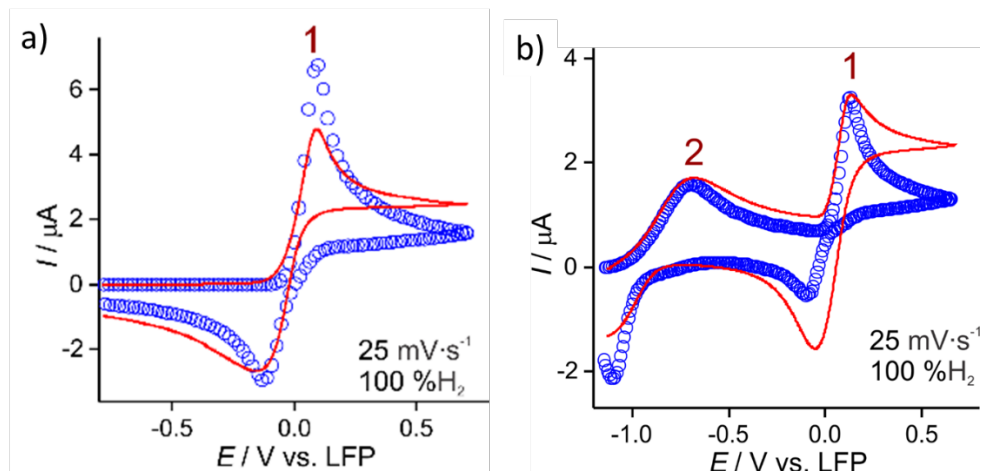 a)
1
6
4
2
0
-2
I / μA
25 mV·s⁻¹
100 %H₂
-0.5
0.0
0.5
E / V vs. LFP
b)
4
2
0
-2
I / μA
2
1
25 mV·s⁻¹
100 %H₂
-1.0
-0.5
0.0
0.5
E / V vs. LFP